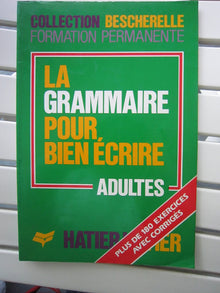 COLLECTION BESCHERELLE
FORMATION PERMANENTE
LA
GRAMMAIRE
POUR
BIEN ÉCRIRE
ADULTES
PLUS DE 180 EXERCICES
AVEC CORRIGÉS
HATIER